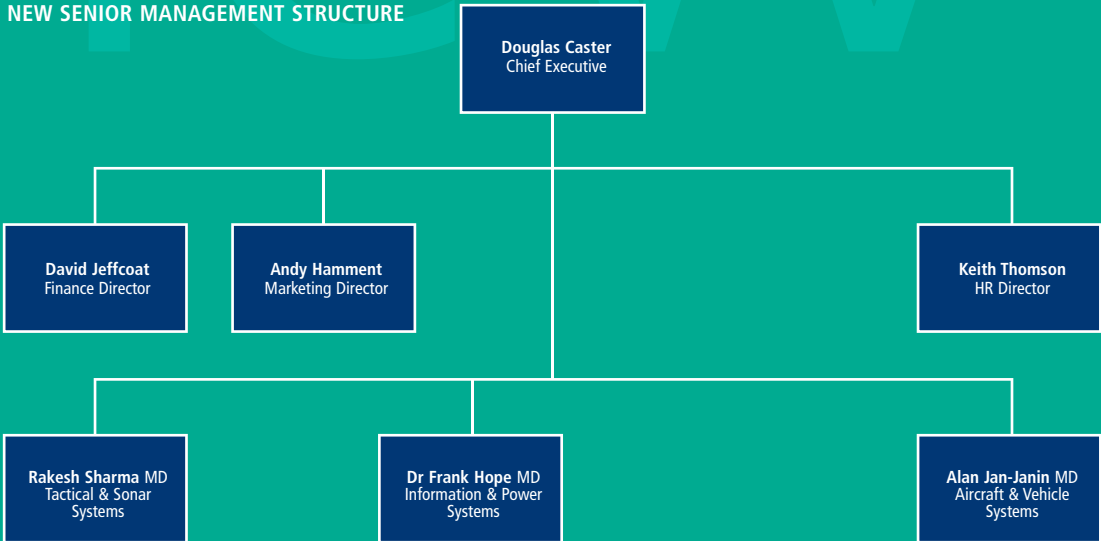 NEW SENIOR MANAGEMENT STRUCTURE
Douglas Caster
Chief Executive
David Jeffcoat
Finance Director
Andy Hamment
Marketing Director
Keith Thomson
HR Director
Rakesh Sharma MD
Tactical & Sonar
Systems
Dr Frank Hope MD
Information & Power
Systems
Alan Jan-Janin MD
Aircraft & Vehicle
Systems